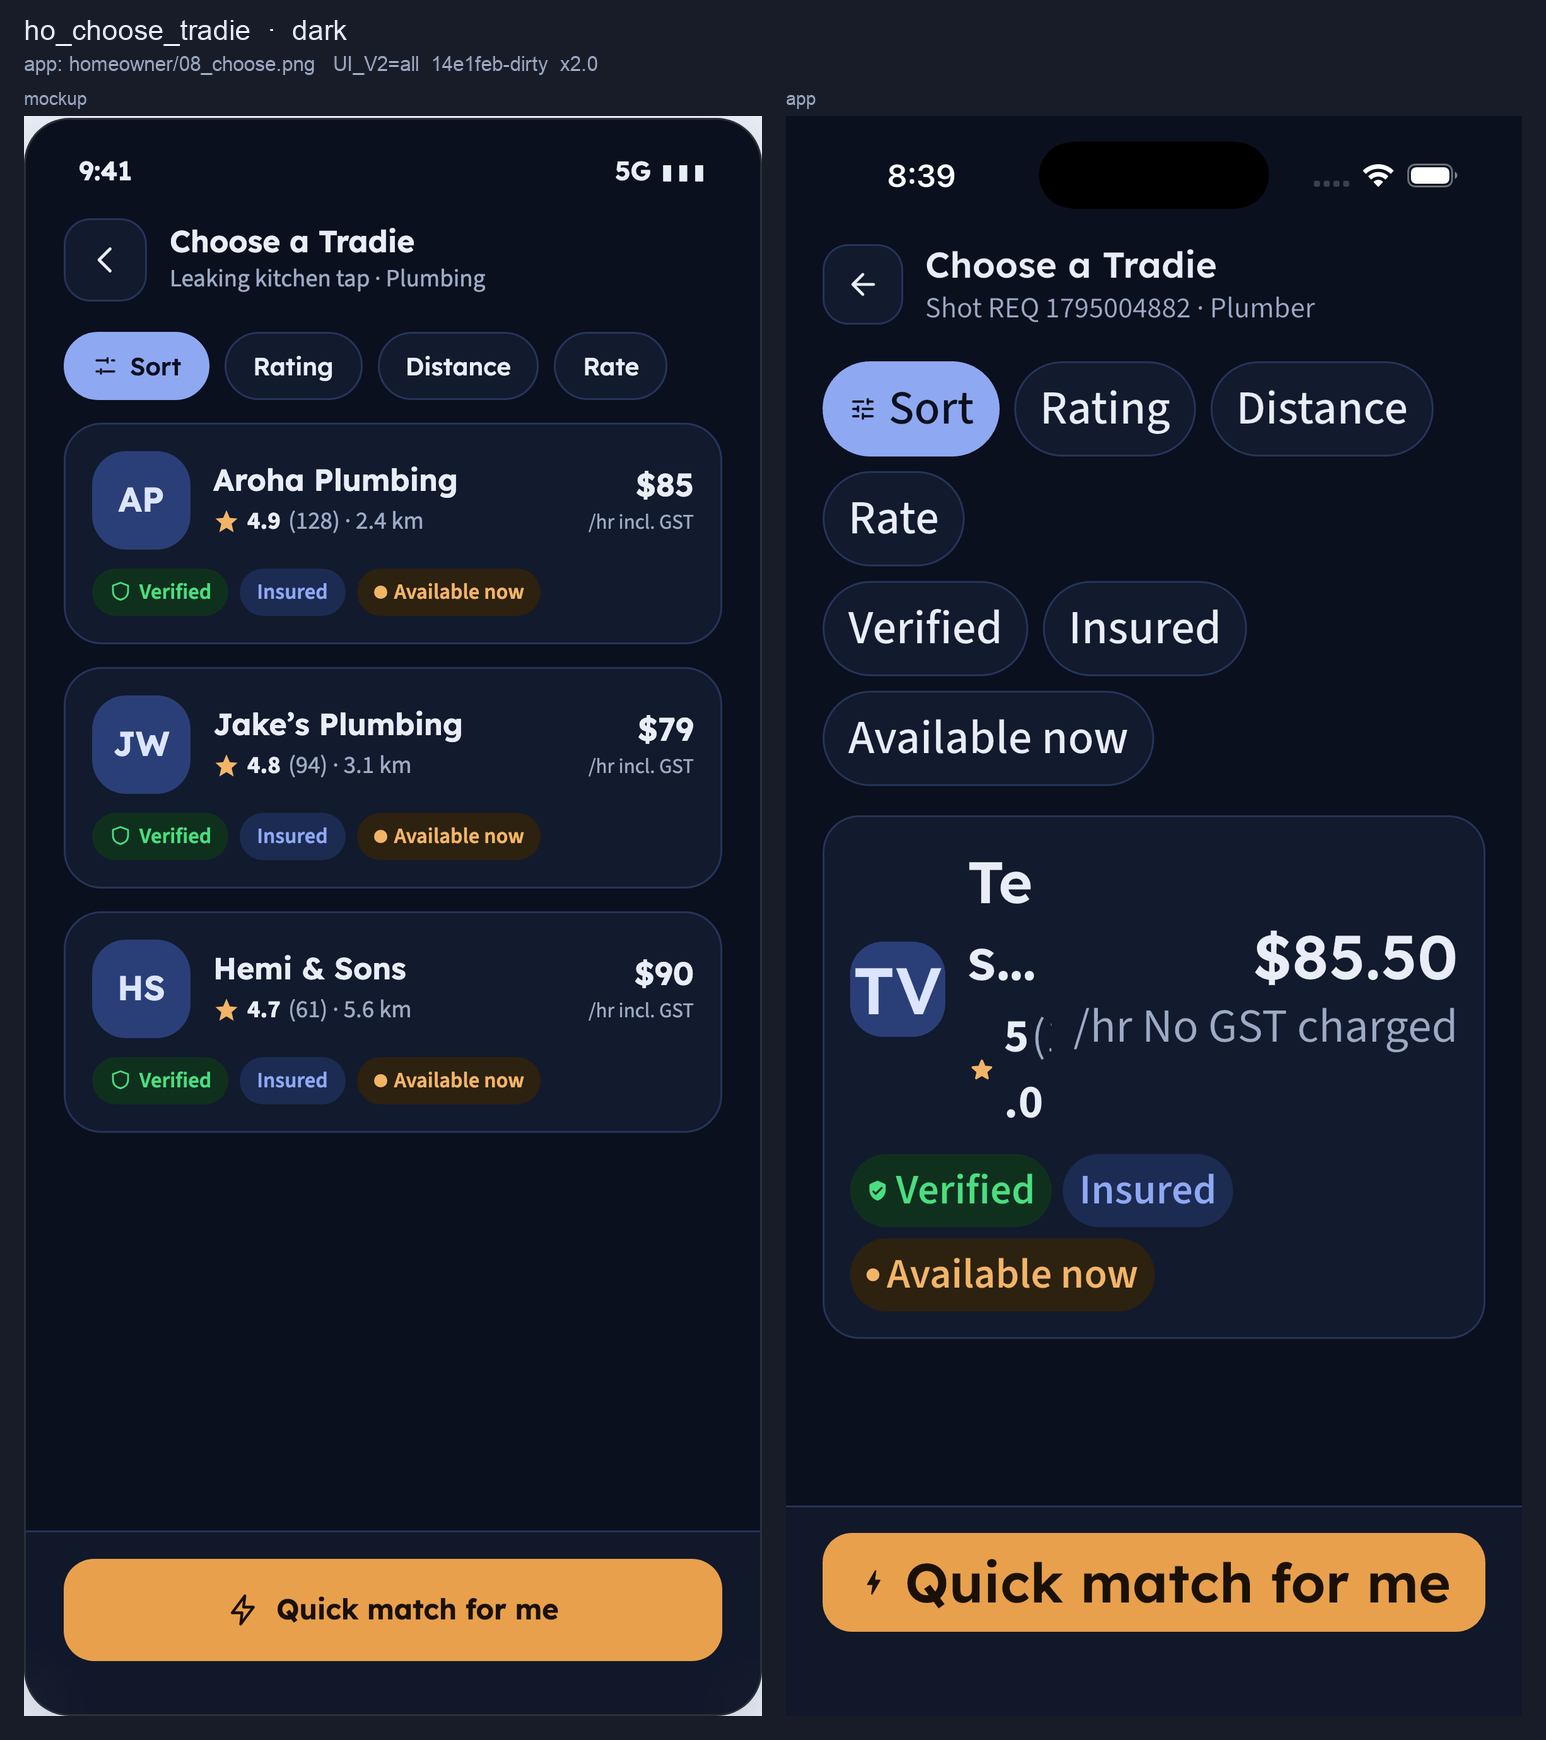 ho_choose_tradie · dark
app: homeowner/08_choose.png UI_V2=all 14e1feb-dirty x2.0
mockup
9:41
5G
Choose a Tradie
Leaking kitchen tap · Plumbing
Sort
Rating
Distance
Rate
AP
Aroha Plumbing
4.9 (128) · 2.4 km
$85
/hr incl. GST
Verified
Insured
Available now
JW
Jake’s Plumbing
4.8 (94) · 3.1 km
$79
/hr incl. GST
Verified
Insured
Available now
HS
Hemi & Sons
4.7 (61) · 5.6 km
$90
/hr incl. GST
Verified
Insured
Available now
Quick match for me
app
8:39
Choose a Tradie
Shot REQ 1795004882 · Plumber
Sort
Rating
Distance
Rate
Verified
Insured
Available now
TV
Te
s...
5 (
.0
$85.50
/hr No GST charged
Verified
Insured
Available now
Quick match for me